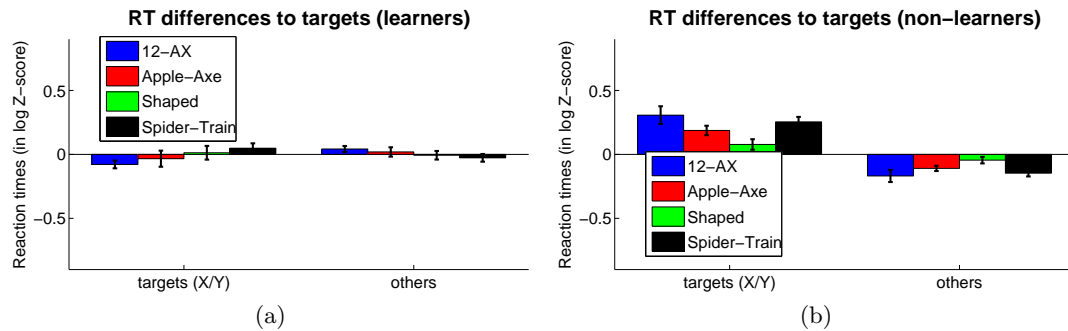 RT differences to targets (learners)
Reaction times (in log Z−score)
0.5
0
−0.5
12−AX
Apple−Axe
Shaped
Spider−Train
targets (X/Y)
others
(a)
RT differences to targets (non−learners)
Reaction times (in log Z−score)
0.5
0
−0.5
12−AX
Apple−Axe
Shaped
Spider−Train
targets (X/Y)
others
(b)